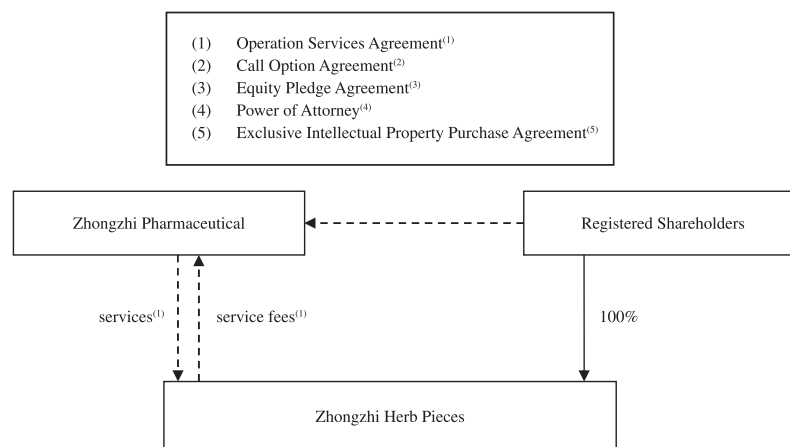 (1) Operation Services Agreement(1)
(2) Call Option Agreement(2)
(3) Equity Pledge Agreement(3)
(4) Power of Attorney(4)
(5) Exclusive Intellectual Property Purchase Agreement(5)
Zhongzhi Pharmaceutical
Registered Shareholders
services(1)
service fees(1)
100%
Zhongzhi Herb Pieces